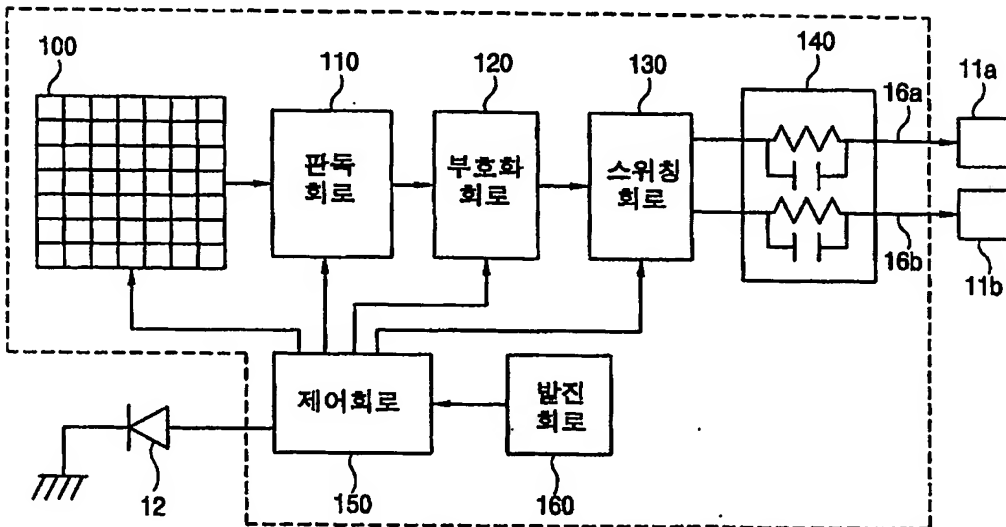 100
110
120
130
140
11a
16a
판독
회로
부호화
회로
스위칭
회로
16b
11b
제어회로
발진
회로
12
150
160